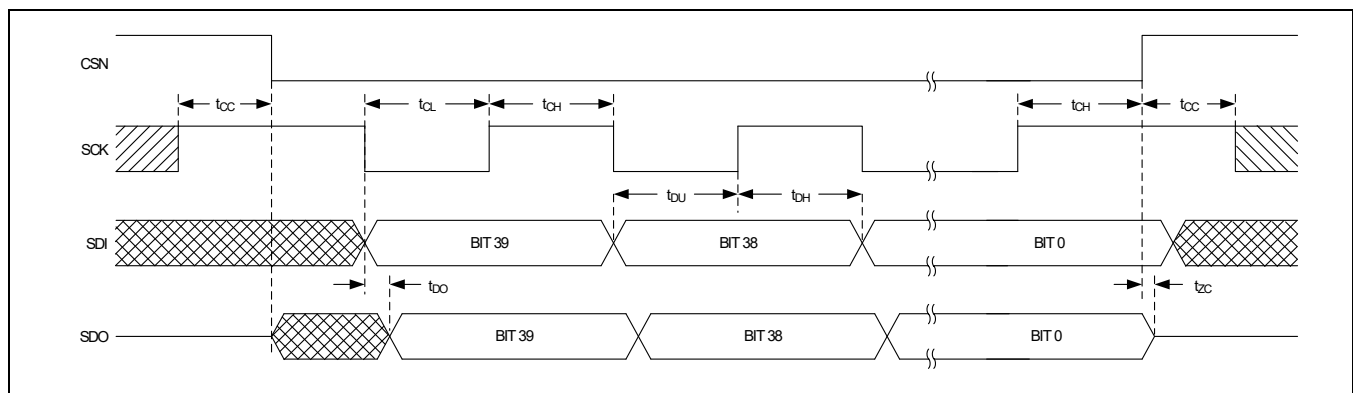 CSN
tCC tCL tCH tCH tCC
SCK
tDU tDH
SDI BIT 39 BIT 38 BIT 0
tDO tZC
SDO BIT 39 BIT 38 BIT 0